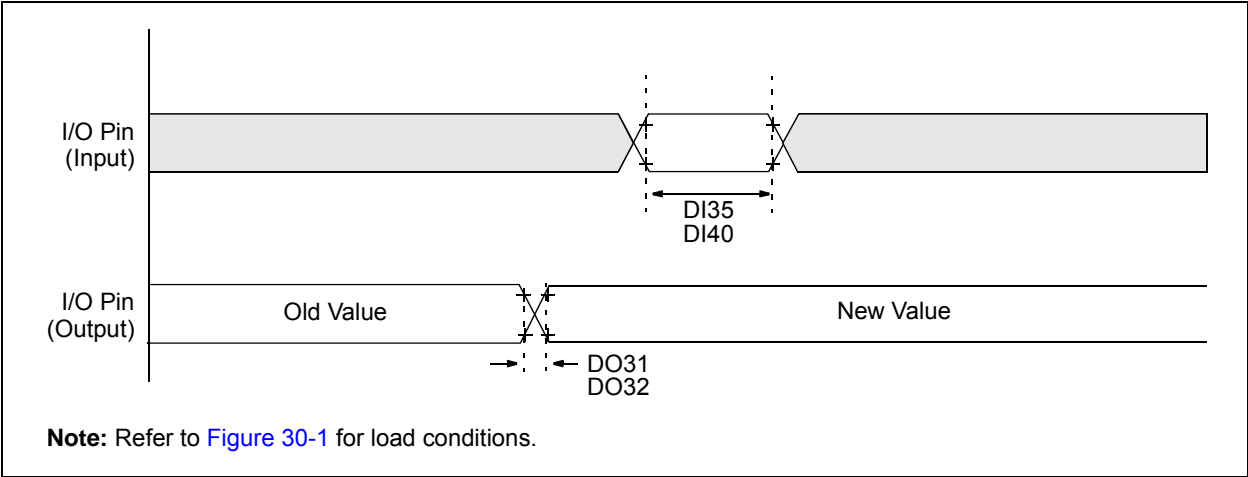 I/O Pin
(Input)
DI35
DI40
I/O Pin
(Output)
Old Value
New Value
DO31
DO32
Note: Refer to Figure 30-1 for load conditions.